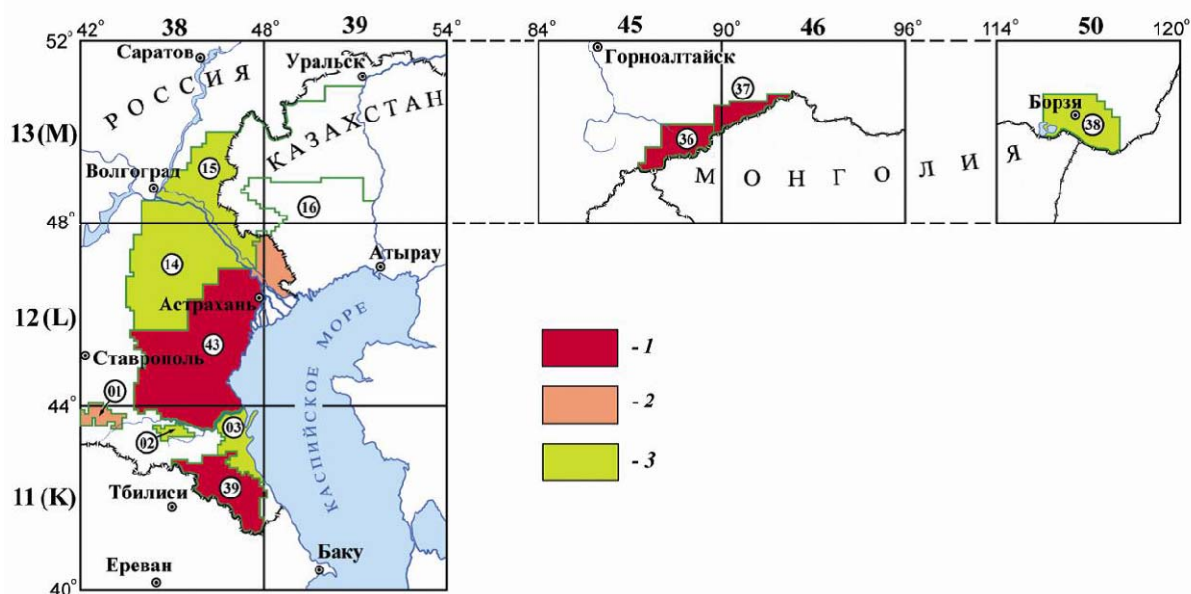 42° 38 48° 39 54°
84° 45 90° 46 96°
114° 50 120°
52°
Саратов
Уральск
РОССИЯ
КАЗАХСТАН
13(M)
15
Волгоград
16
48°
14
Атырау
Астрахань
12(L)
43
Ставрополь
КАСПИЙСКОЕ МОРЕ
01
44°
02
03
39
11(K)
Тбилиси
Баку
Ереван
40°
Горноалтайск
37
36
МОНГОЛИЯ
Борзя
38
- 1
- 2
- 3